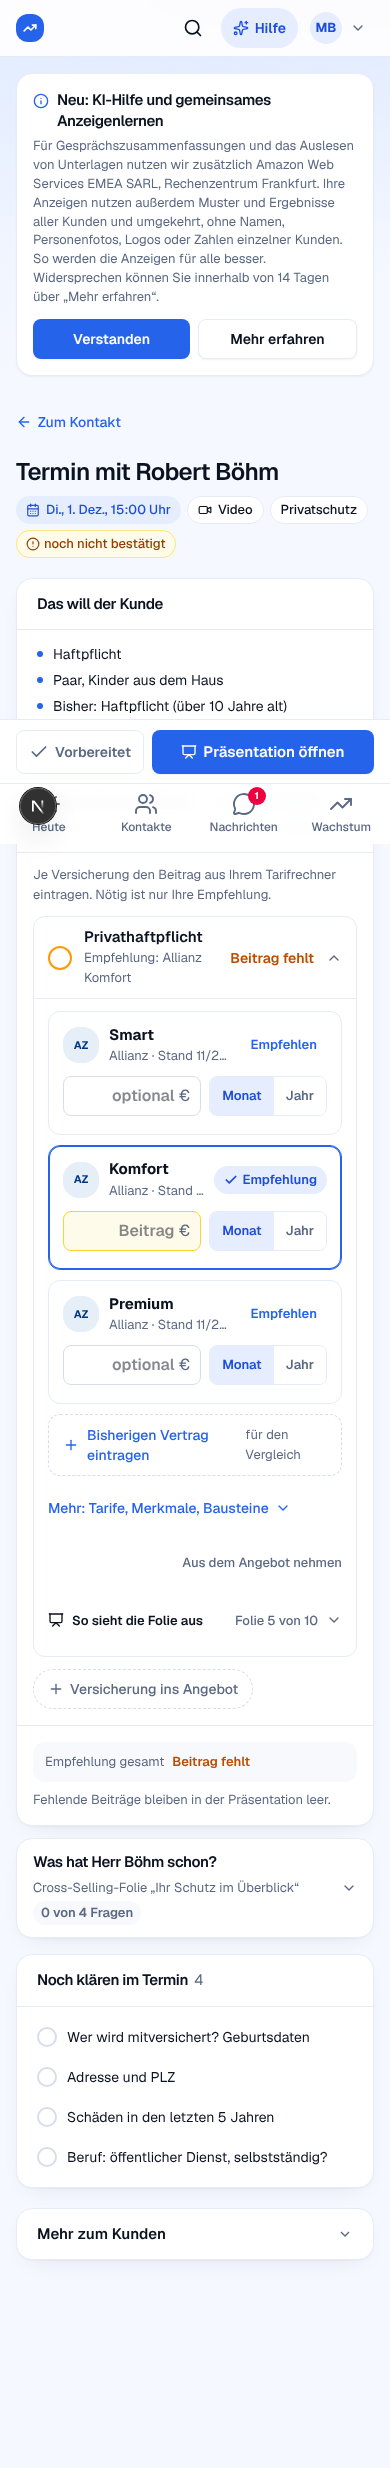 Hilfe
MB
Neu: KI-Hilfe und gemeinsames
Anzeigenlernen
Für Gesprächszusammenfassungen und das Auslesen
von Unterlagen nutzen wir zusätzlich Amazon Web
Services EMEA SARL, Rechenzentrum Frankfurt. Ihre
Anzeigen nutzen außerdem Muster und Ergebnisse
aller Kunden und umgekehrt, ohne Namen,
Personenfotos, Logos oder Zahlen einzelner Kunden.
So werden die Anzeigen für alle besser.
Widersprechen können Sie innerhalb von 14 Tagen
über „Mehr erfahren“.
Verstanden
Mehr erfahren
Zum Kontakt
Termin mit Robert Böhm
Di., 1. Dez., 15:00 Uhr
Video
Privatschutz
noch nicht bestätigt
Das will der Kunde
Haftpflicht
Paar, Kinder aus dem Haus
Bisher: Haftpflicht (über 10 Jahre alt)
Vorbereitet
Präsentation öffnen
N
1
Heute
Kontakte
Nachrichten
Wachstum
Je Versicherung den Beitrag aus Ihrem Tarifrechner
eintragen. Nötig ist nur Ihre Empfehlung.
Privathaftpflicht
Empfehlung: Allianz
Komfort
Beitrag fehlt
AZ
Smart
Allianz · Stand 11/2…
Empfehlen
optional €
Monat
Jahr
AZ
Komfort
Allianz · Stand …
Empfehlung
Beitrag €
Monat
Jahr
AZ
Premium
Allianz · Stand 11/2…
Empfehlen
optional €
Monat
Jahr
Bisherigen Vertrag
eintragen
für den
Vergleich
Mehr: Tarife, Merkmale, Bausteine
Aus dem Angebot nehmen
So sieht die Folie aus
Folie 5 von 10
Versicherung ins Angebot
Empfehlung gesamt Beitrag fehlt
Fehlende Beiträge bleiben in der Präsentation leer.
Was hat Herr Böhm schon?
Cross-Selling-Folie „Ihr Schutz im Überblick“
0 von 4 Fragen
Noch klären im Termin 4
Wer wird mitversichert? Geburtsdaten
Adresse und PLZ
Schäden in den letzten 5 Jahren
Beruf: öffentlicher Dienst, selbstständig?
Mehr zum Kunden